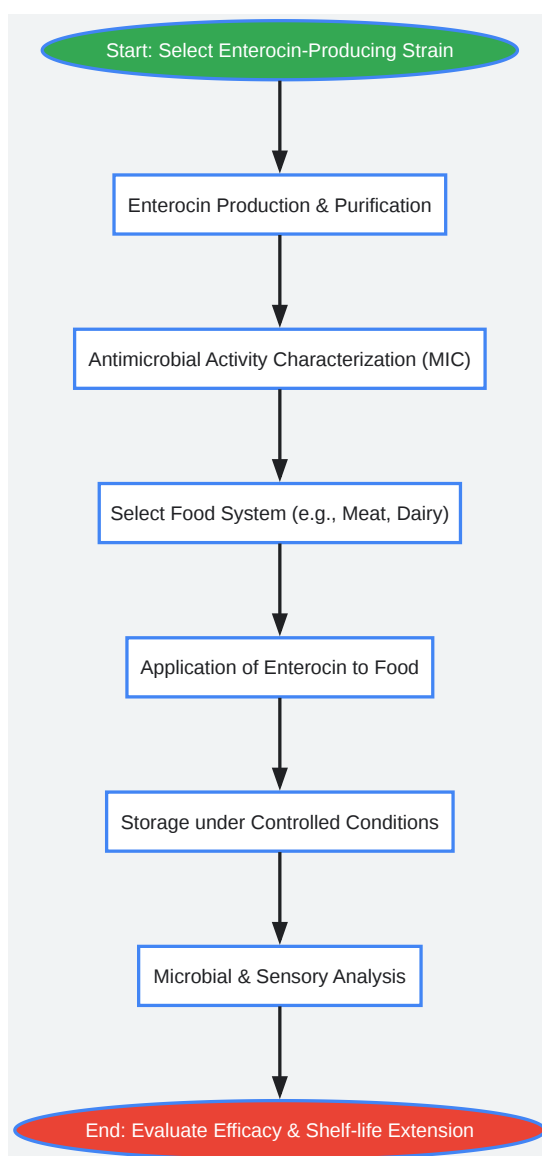 Start: Select Enterocin-Producing Strain
Enterocin Production & Purification
Antimicrobial Activity Characterization (MIC)
Select Food System (e.g., Meat, Dairy)
Application of Enterocin to Food
Storage under Controlled Conditions
Microbial & Sensory Analysis
End: Evaluate Efficacy & Shelf-life Extension